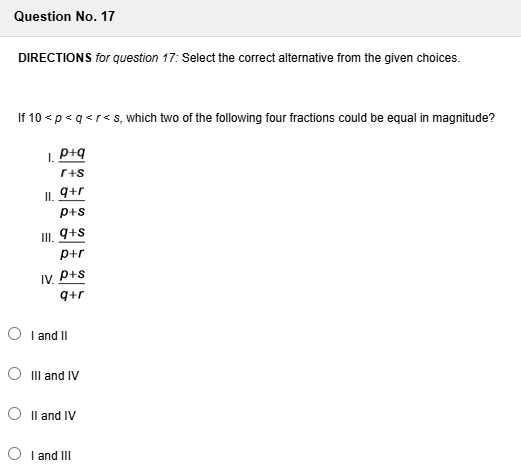 Question No. 17
DIRECTIONS for question 17: Select the correct alternative from the given choices.
If 10 < p < q < r < s, which two of the following four fractions could be equal in magnitude?
I. p+q
r+s
II. q+r
p+s
III. q+s
p+r
IV. p+s
q+r
I and II
III and IV
II and IV
I and III